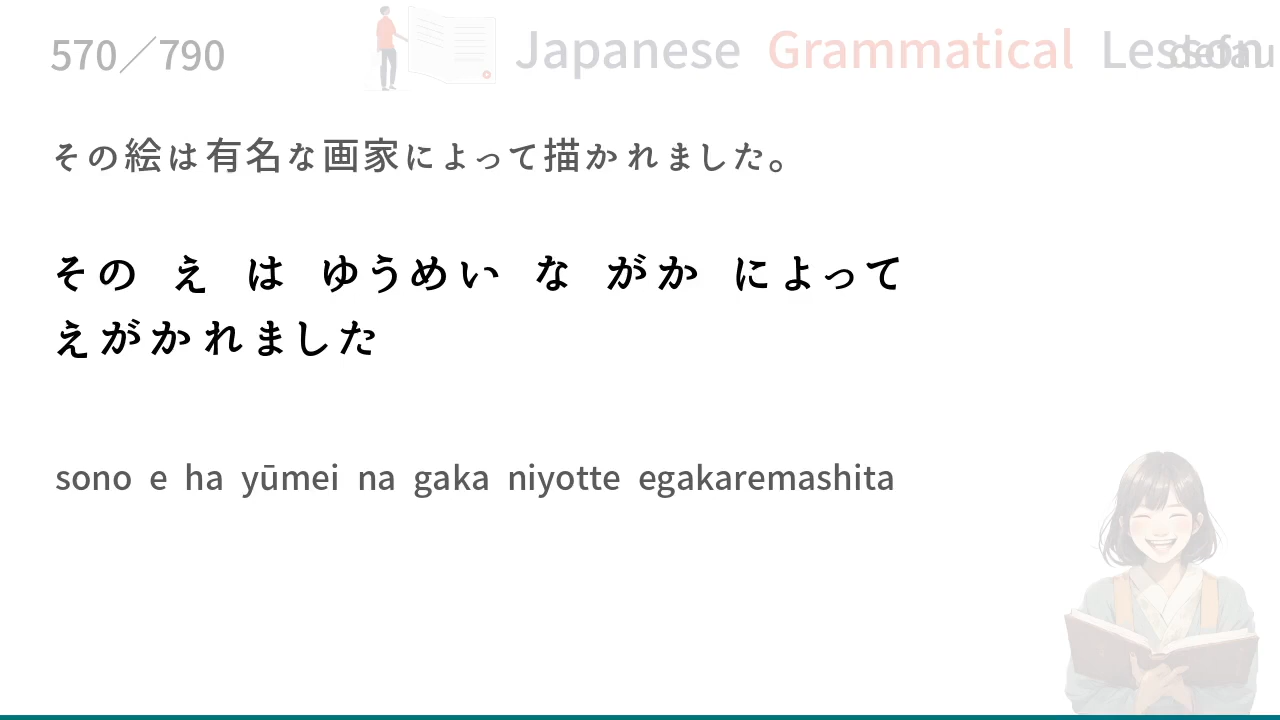 570／790
Japanese Grammatical Lesson
defau
その絵は有名な画家によって描かれました。
その え は ゆうめい な がか によって
えがかれました
sono e ha yūmei na gaka niyotte egakaremashita